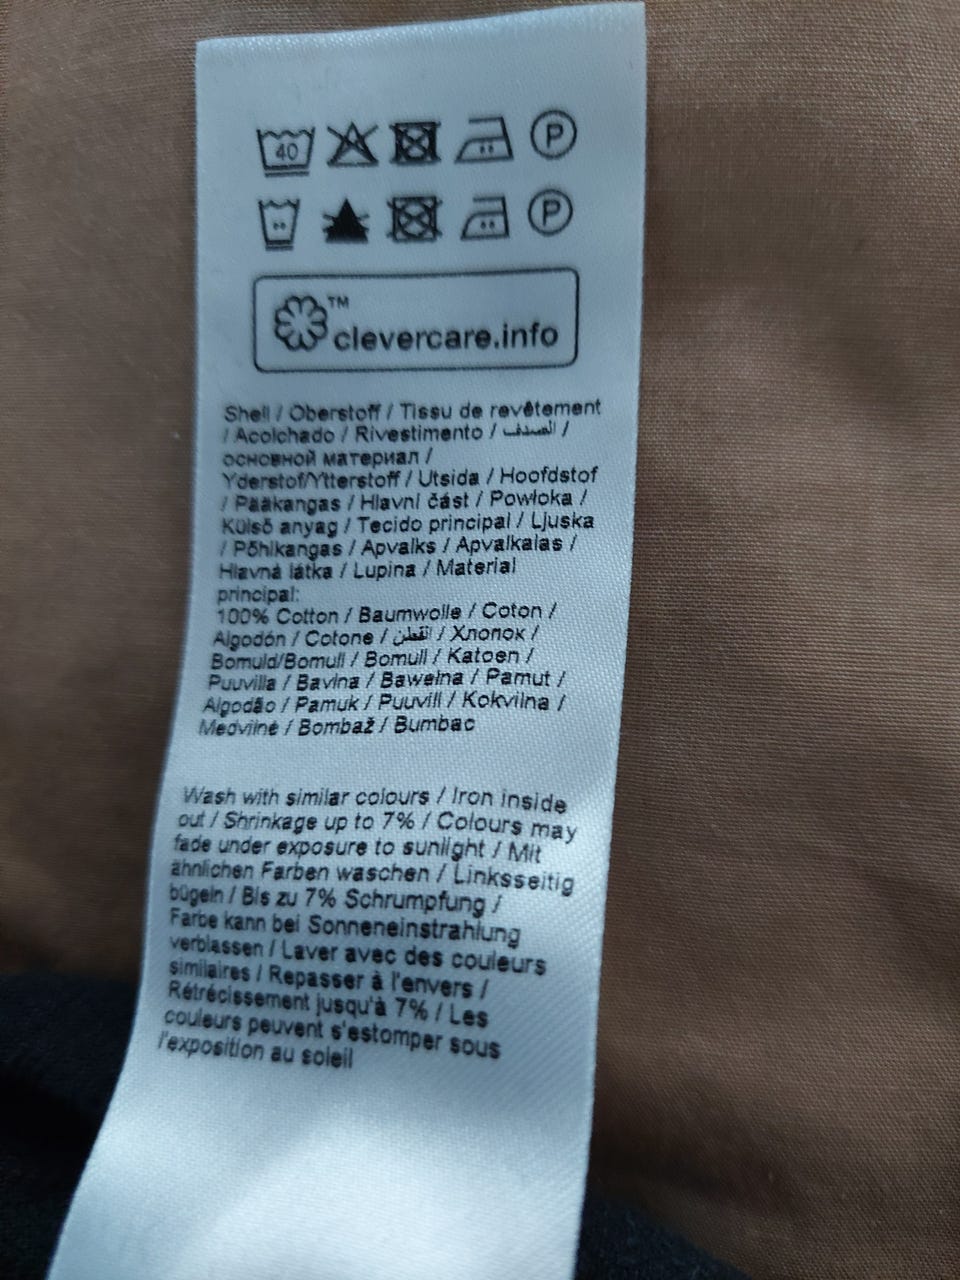 40 P
P
™
clevercare.info
Shell / Oberstoff / Tissu de revêtement
/ Acolchado / Rivestimento / الصدف /
основной материал /
Yderstof/Ytterstoff / Utsida / Hoofdstof
/ Pääkangas / Hlavní část / Powłoka /
Külső anyag / Tecido principal / Ljuska
/ Põhikangas / Apvalks / Apvalkalas /
Hlavná látka / Lupina / Material
principal:
100% Cotton / Baumwolle / Coton /
Algodón / Cotone / القطن / Хлопок /
Bomuld/Bomull / Bomull / Katoen /
Puuvilla / Bavlna / Bawełna / Pamut /
Algodão / Pamuk / Puuvill / Kokvilna /
Medvilnė / Bombaž / Bumbac
Wash with similar colours / Iron inside
out / Shrinkage up to 7% / Colours may
fade under exposure to sunlight / Mit
ähnlichen Farben waschen / Linksseitig
bügeln / Bis zu 7% Schrumpfung /
Farbe kann bei Sonneneinstrahlung
verblassen / Laver avec des couleurs
similaires / Repasser à l'envers /
Rétrécissement jusqu'à 7% / Les
couleurs peuvent s'estomper sous
l'exposition au soleil